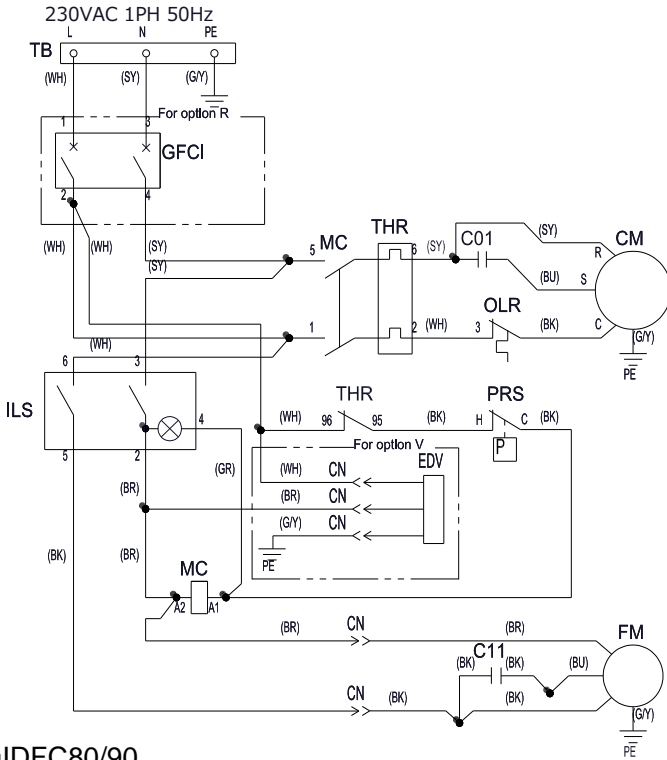 230VAC 1PH 50Hz
L N PE
TB
(WH) (SY) (G/Y)
For option R
1 3
GFCI
2 4
(WH) (WH) (SY)
(SY)
5 MC THR 6 (SY) C01 (SY) CM
R
(BU) S
OLR
1 2 (WH) 3 (BK) C
(G/Y)
PE
(WH)
6 3
ILS
4
5 2
THR PRS
(WH) 96 95 (BK) H C (BK)
P
For option V
(GR)
EDV
(WH) CN
(BR) CN
(G/Y) CN
PE
(BR)
(BK) (BR)
MC
A2 A1
(BR) CN (BR) FM
C11
(BK) (BK) (BU)
CN (BK) (BK)
(G/Y)
PE
IDEC80/90